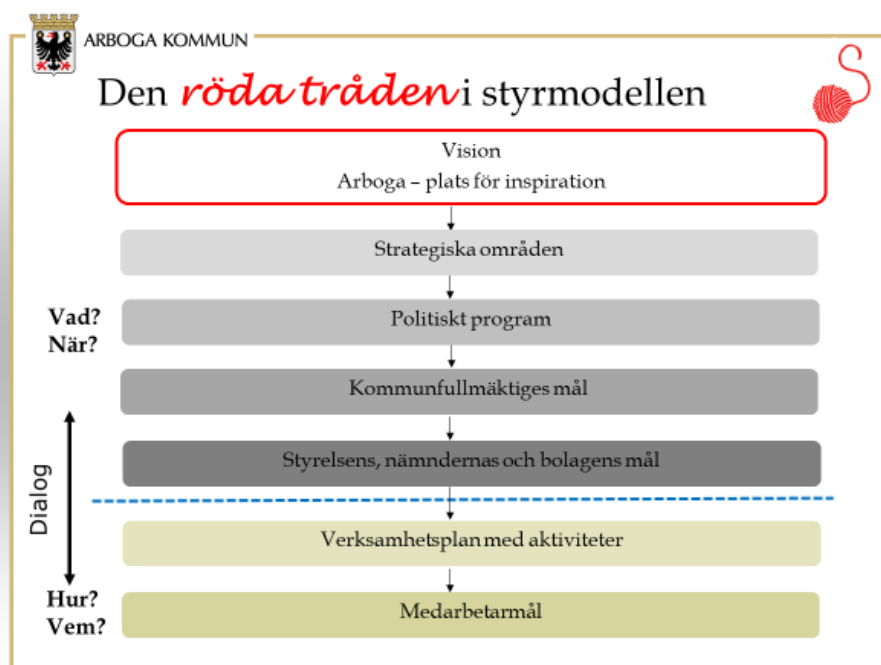 ARBOGA KOMMUN
Den röda tråden i styrmodellen
Vision
Arboga – plats för inspiration
Strategiska områden
Vad?
När?
Politiskt program
Kommunfullmäktiges mål
Styrelsens, nämndernas och bolagens mål
Dialog
Verksamhetsplan med aktiviteter
Hur?
Vem?
Medarbetarmål